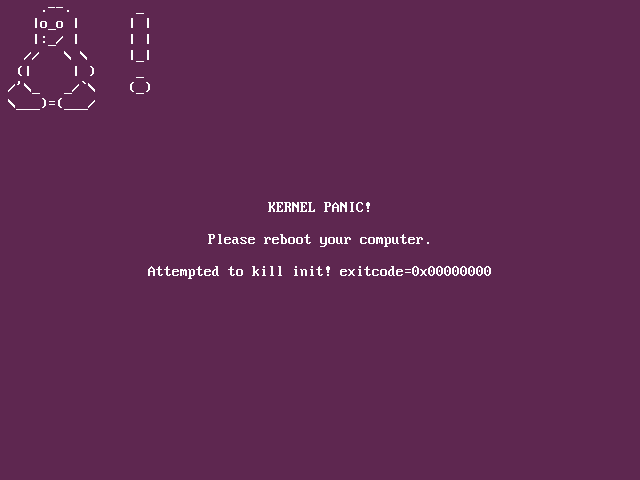 KERNEL PANIC!
Please reboot your computer.
Attempted to kill init! exitcode=0x00000000